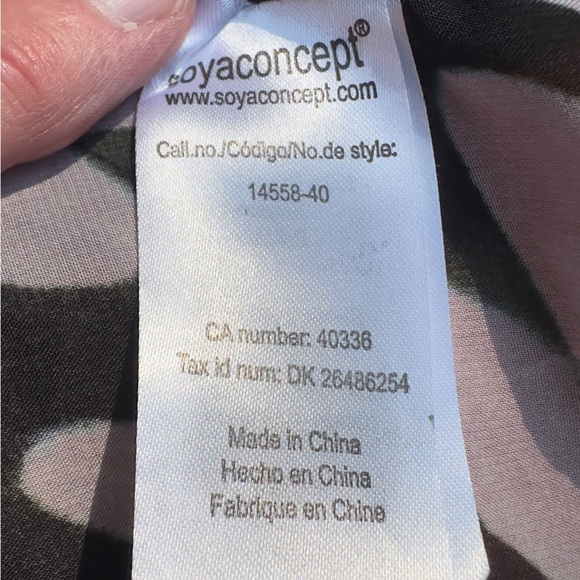 soyaconcept®
www.soyaconcept.com
Call.no./Código/No.de style:
14558-40
CA number: 40336
Tax id num: DK 26486254
Made in China
Hecho en China
Fabrique en Chine